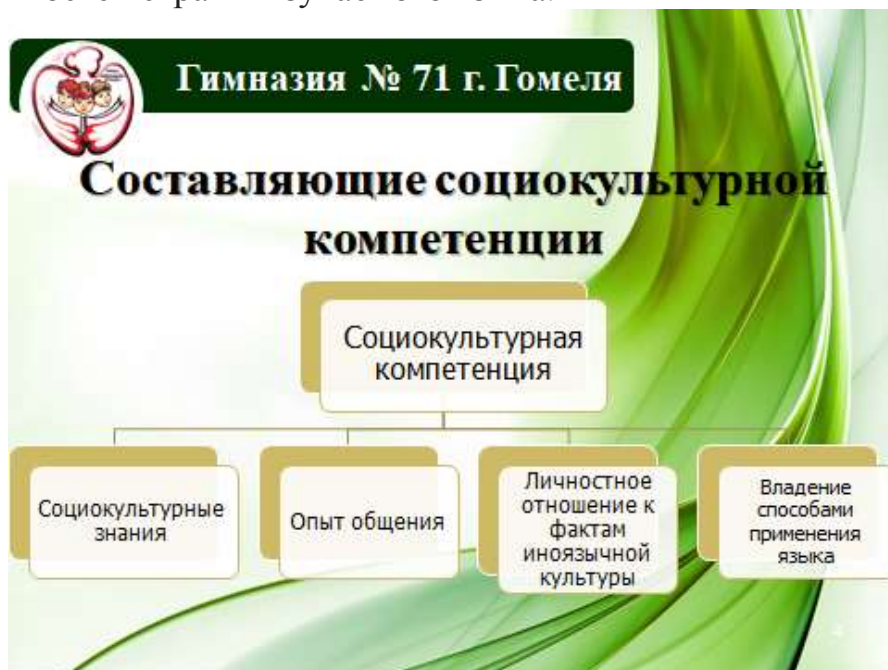 Гимназия № 71 г. Гомеля
Составляющие социокультурной
компетенции
Социокультурная
компетенция
Социокультурные
знания
Опыт общения
Личностное
отношение к
фактам
иноязычной
культуры
Владение
способами
применения
языка
4